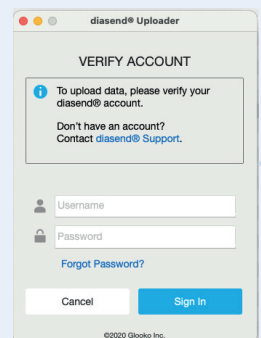 diasend® Uploader
VERIFY ACCOUNT
To upload data, please verify your
diasend® account.
Don't have an account?
Contact diasend® Support.
Username
Password
Forgot Password?
Cancel
Sign In
©2020 Glooko Inc.